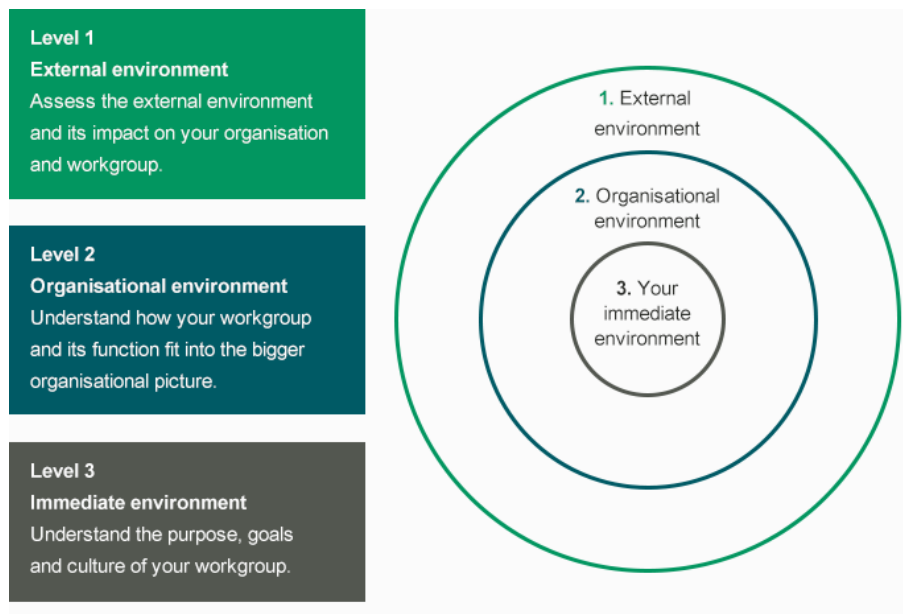 Level 1
External environment
Assess the external environment
and its impact on your organisation
and workgroup.
Level 2
Organisational environment
Understand how your workgroup
and its function fit into the bigger
organisational picture.
Level 3
Immediate environment
Understand the purpose, goals
and culture of your workgroup.
1. External
environment
2. Organisational
environment
3. Your
immediate
environment